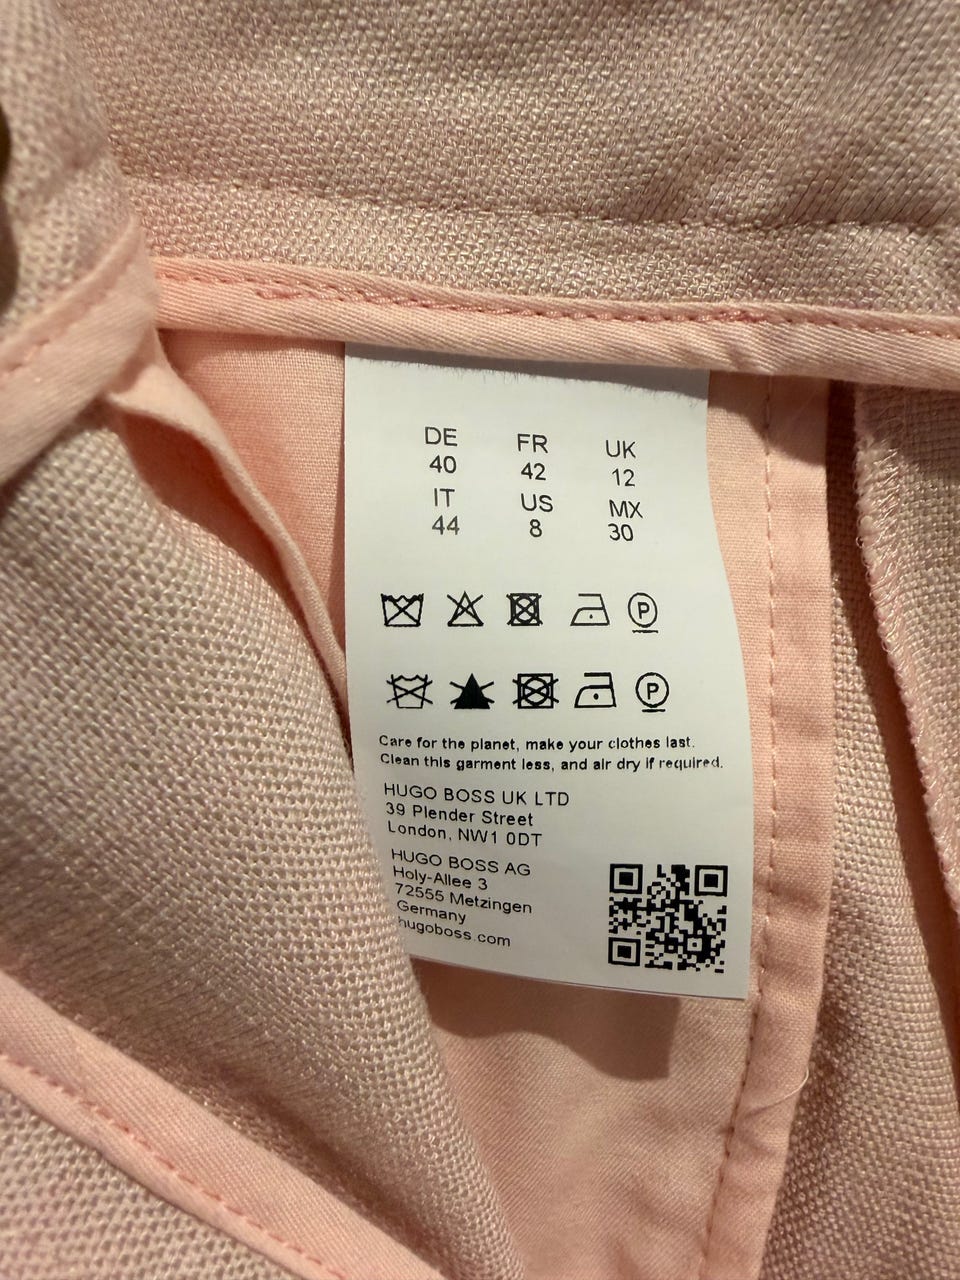 DE FR UK
40 42 12
IT US MX
44 8 30
P
P
Care for the planet, make your clothes last.
Clean this garment less, and air dry if required.
HUGO BOSS UK LTD
39 Plender Street
London, NW1 0DT
HUGO BOSS AG
Holy-Allee 3
72555 Metzingen
Germany
hugoboss.com